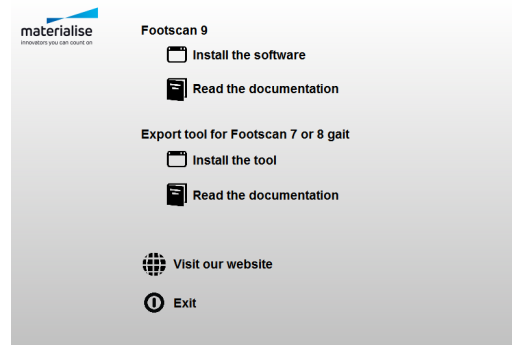 materialise
innovators you can count on
Footscan 9
Install the software
Read the documentation
Export tool for Footscan 7 or 8 gait
Install the tool
Read the documentation
Visit our website
Exit